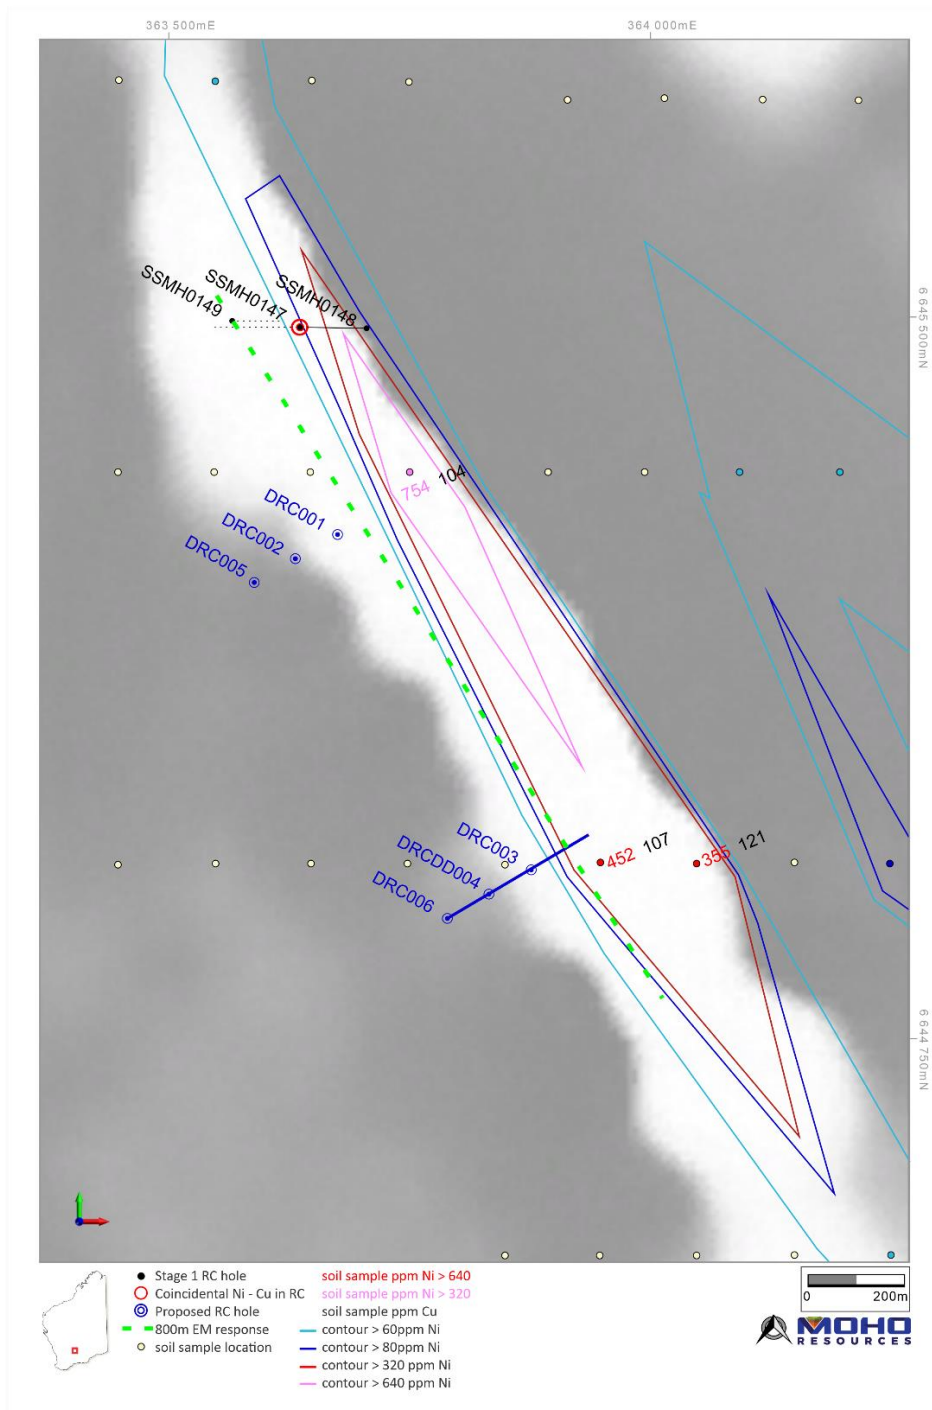 363 500mE
364 000mE
6 645 500mN
SSMH0149
SSMH0147
SSMH0148
754 104
DRC001
DRC002
DRC005
DRC003
DRCDD004
DRC006
452 107
355 121
6 644 750mN
Stage 1 RC hole
Coincidental Ni - Cu in RC
Proposed RC hole
800m EM response
soil sample location
soil sample ppm Ni > 640
soil sample ppm Ni > 320
soil sample ppm Cu
contour > 60ppm Ni
contour > 80ppm Ni
contour > 320 ppm Ni
contour > 640 ppm Ni
0 200m
MOHO
RESOURCES